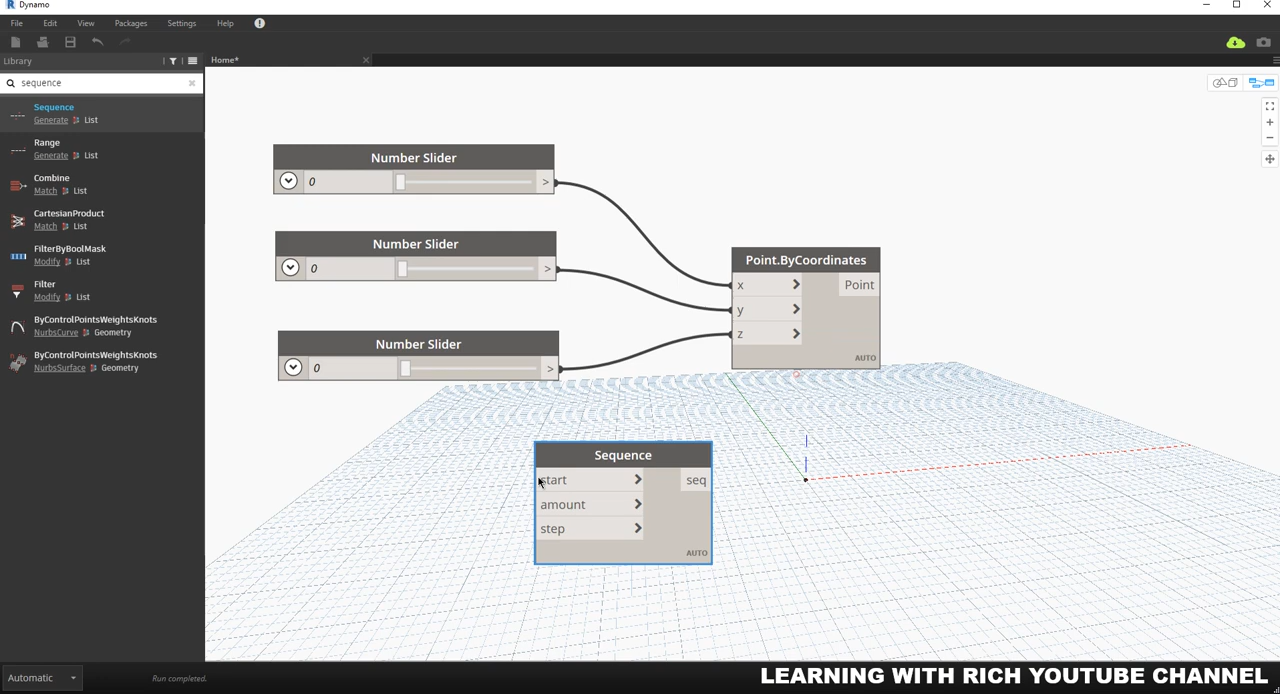 Dynamo
File Edit View Packages Settings Help
Library
Home*
sequence
Sequence
Generate List
Range
Generate List
Combine
Match List
CartesianProduct
Match List
FilterByBoolMask
Modify List
Filter
Modify List
ByControlPointsWeightsKnots
NurbsCurve Geometry
ByControlPointsWeightsKnots
NurbsSurface Geometry
Number Slider
0 >
Number Slider
0 >
Number Slider
0 >
Point.ByCoordinates
x > Point
y >
z >
AUTO
Sequence
start > seq
amount >
step >
AUTO
Automatic
Run completed.
LEARNING WITH RICH YOUTUBE CHANNEL